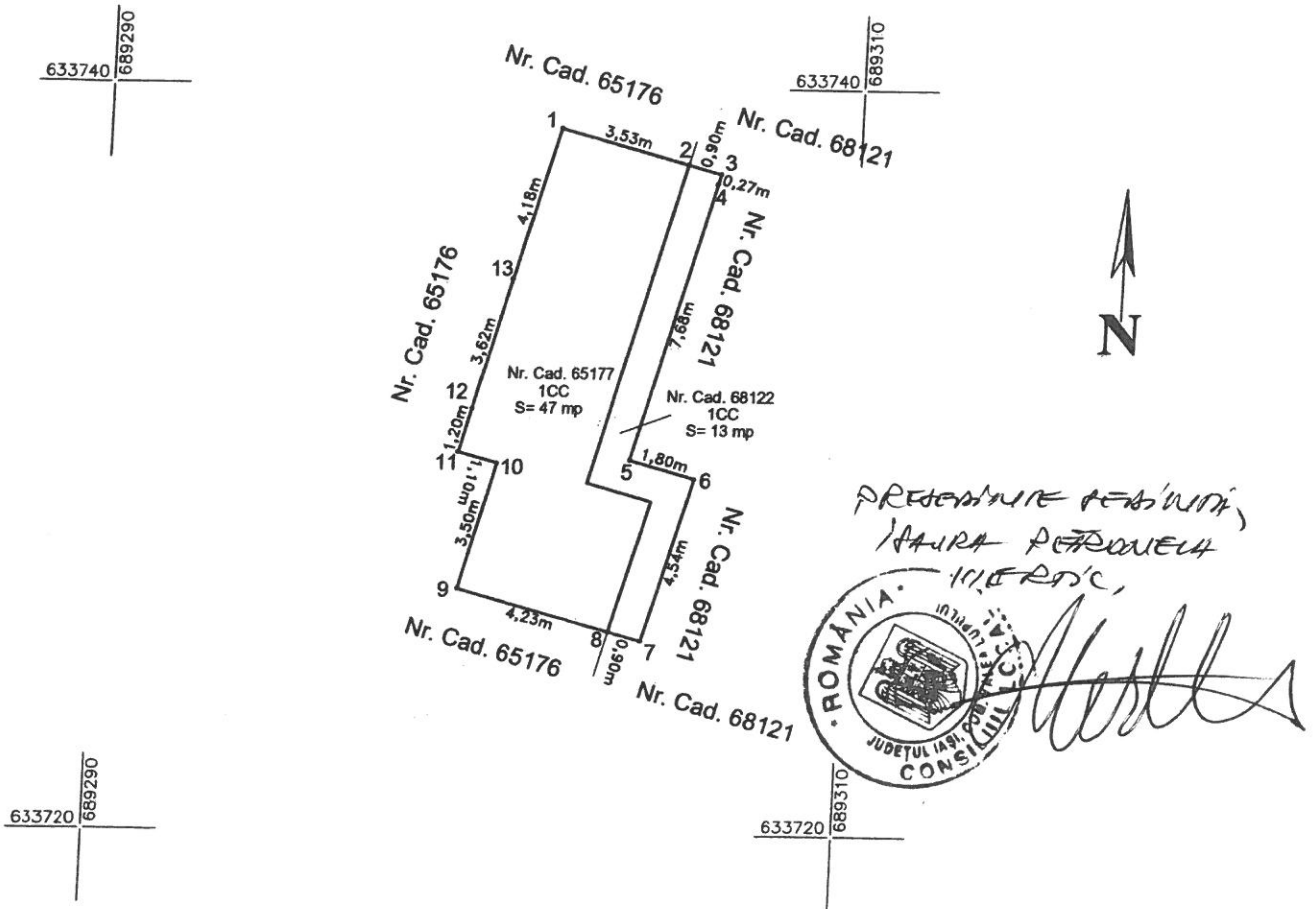 633740 689290
633740 689310
Nr. Cad. 65176
Nr. Cad. 68121
1
3,53m
2
0,90m
3
0,27m
4
4,18m
13
Nr. Cad. 65176
3,62m
7,68m
Nr. Cad. 68121
Nr. Cad. 65177
1CC
S= 47 mp
Nr. Cad. 68122
1CC
S= 13 mp
12
1,20m
11
1,10m
10
5
1,80m
6
3,50m
4,54m
Nr. Cad. 68121
9
4,23m
8
0,90m
7
Nr. Cad. 65176
Nr. Cad. 68121
N
PETRONELA
ROMÂNIA
JUDEŢUL IAŞI
633720 689290
633720 689310